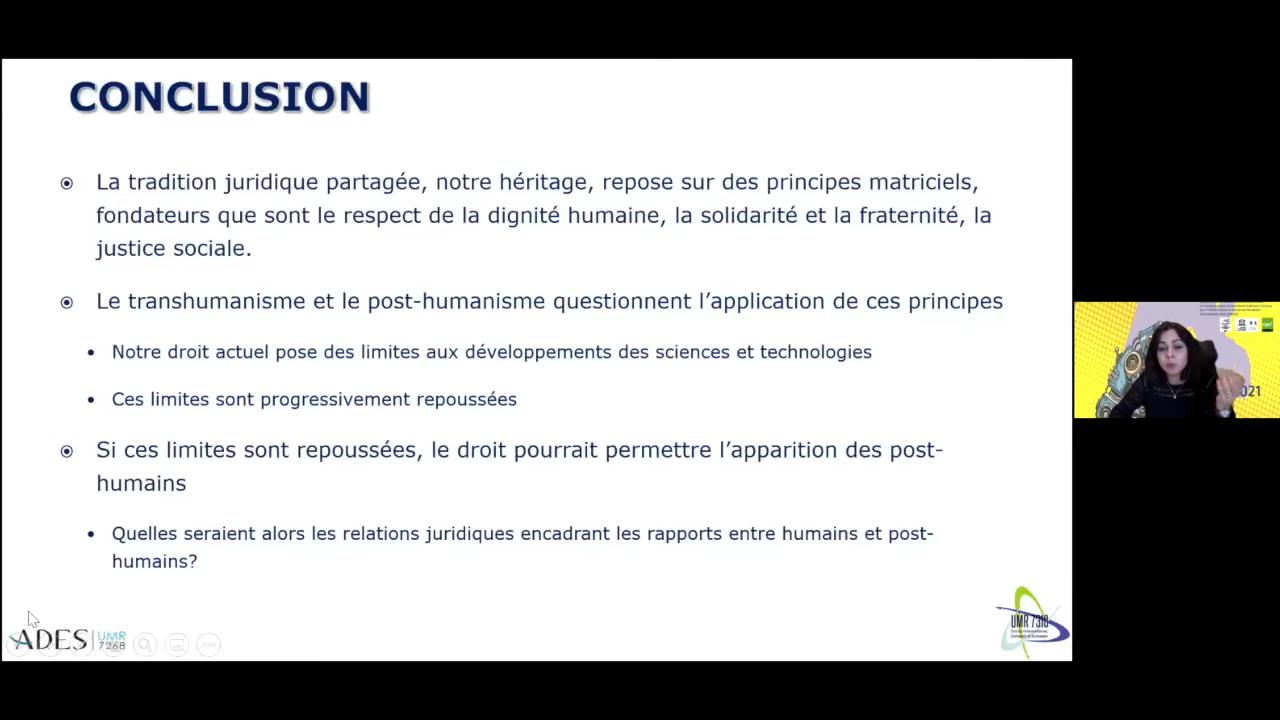 CONCLUSION
La tradition juridique partagée, notre héritage, repose sur des principes matriciels,
fondateurs que sont le respect de la dignité humaine, la solidarité et la fraternité, la
justice sociale.
Le transhumanisme et le post-humanisme questionnent l’application de ces principes
Notre droit actuel pose des limites aux développements des sciences et technologies
Ces limites sont progressivement repoussées
Si ces limites sont repoussées, le droit pourrait permettre l’apparition des post-
humains
Quelles seraient alors les relations juridiques encadrant les rapports entre humains et post-
humains?
ADES UMR
7268
UMR 7318
021